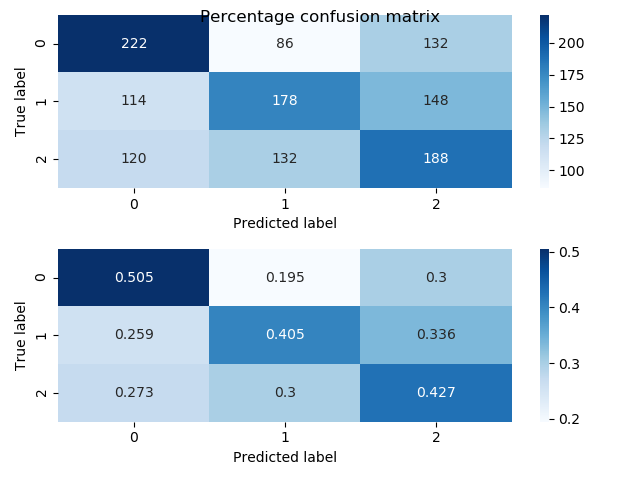 Percentage confusion matrix
True label
0 222 86 132
1 114 178 148
2 120 132 188
0 1 2
Predicted label
200
175
150
125
100
True label
0 0.505 0.195 0.3
1 0.259 0.405 0.336
2 0.273 0.3 0.427
0 1 2
Predicted label
0.5
0.4
0.3
0.2